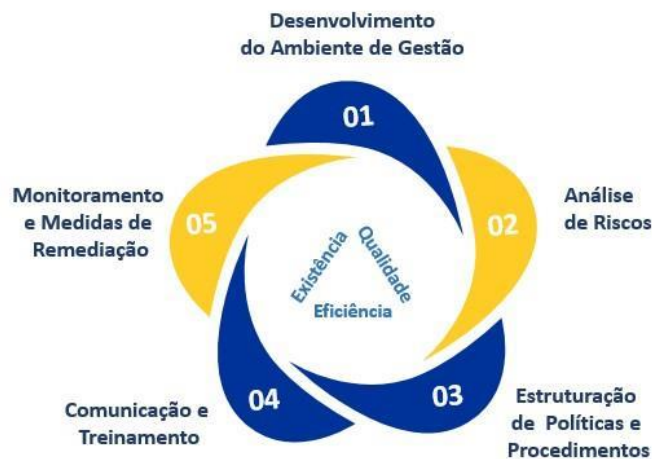 Desenvolvimento
do Ambiente de Gestão
01
02
Análise
de Riscos
03
Estruturação
de Políticas e
Procedimentos
04
Comunicação e
Treinamento
05
Monitoramento
e Medidas de
Remediação
Existência
Qualidade
Eficiência